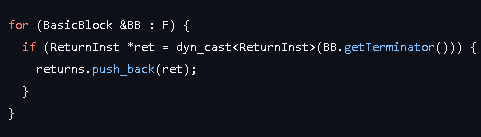 for (BasicBlock &BB : F) {
  if (ReturnInst *ret = dyn_cast<ReturnInst>(BB.getTerminator())) {
    returns.push_back(ret);
  }
}